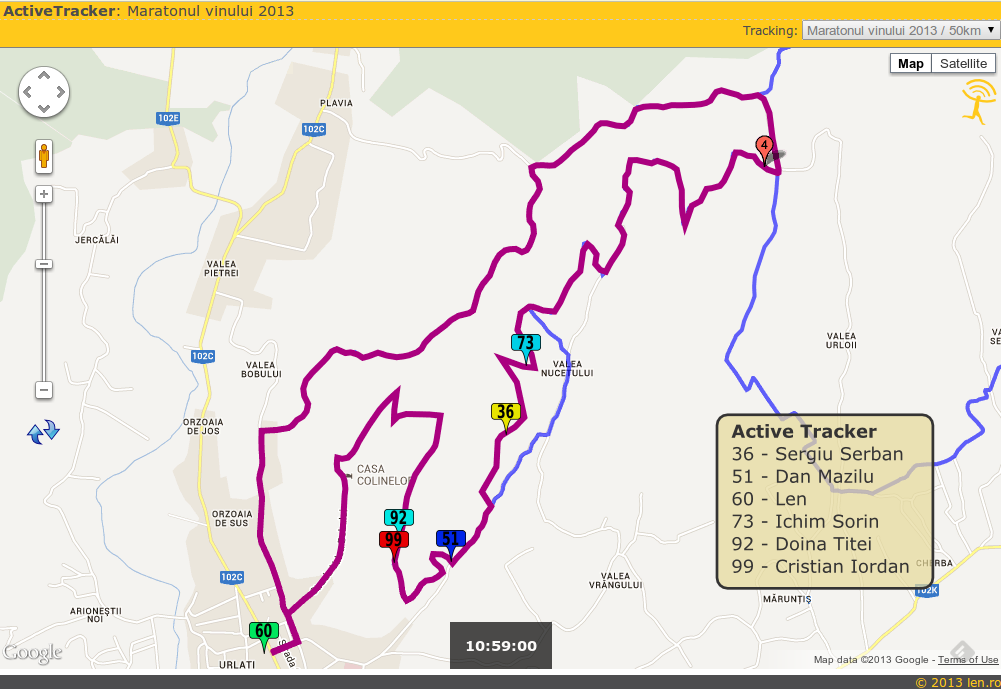 ActiveTracker: Maratonul vinului 2013
Tracking: Maratonul vinului 2013 / 50km
Map Satellite
PLAVIA
102E
102C
4
JERCĂLĂI
VALEA
PIETREI
VALEA
URLOII
102C
VALEA
BOBULUI
73
VALEA
NUCETULUI
36
ORZOAIA
DE JOS
CASA
COLINELOR
Active Tracker
36 - Sergiu Serban
51 - Dan Mazilu
60 - Len
73 - Ichim Sorin
92 - Doina Titei
99 - Cristian Iordan
ORZOAIA
DE SUS
92
99
51
102C
VALEA
VRÂNGULUI
CHERBA
102K
MĂRUNȚIȘ
ARIONEȘTII
NOI
60
10:59:00
Strada
URLATI
Google
Map data ©2013 Google - Terms of Use
© 2013 len.ro